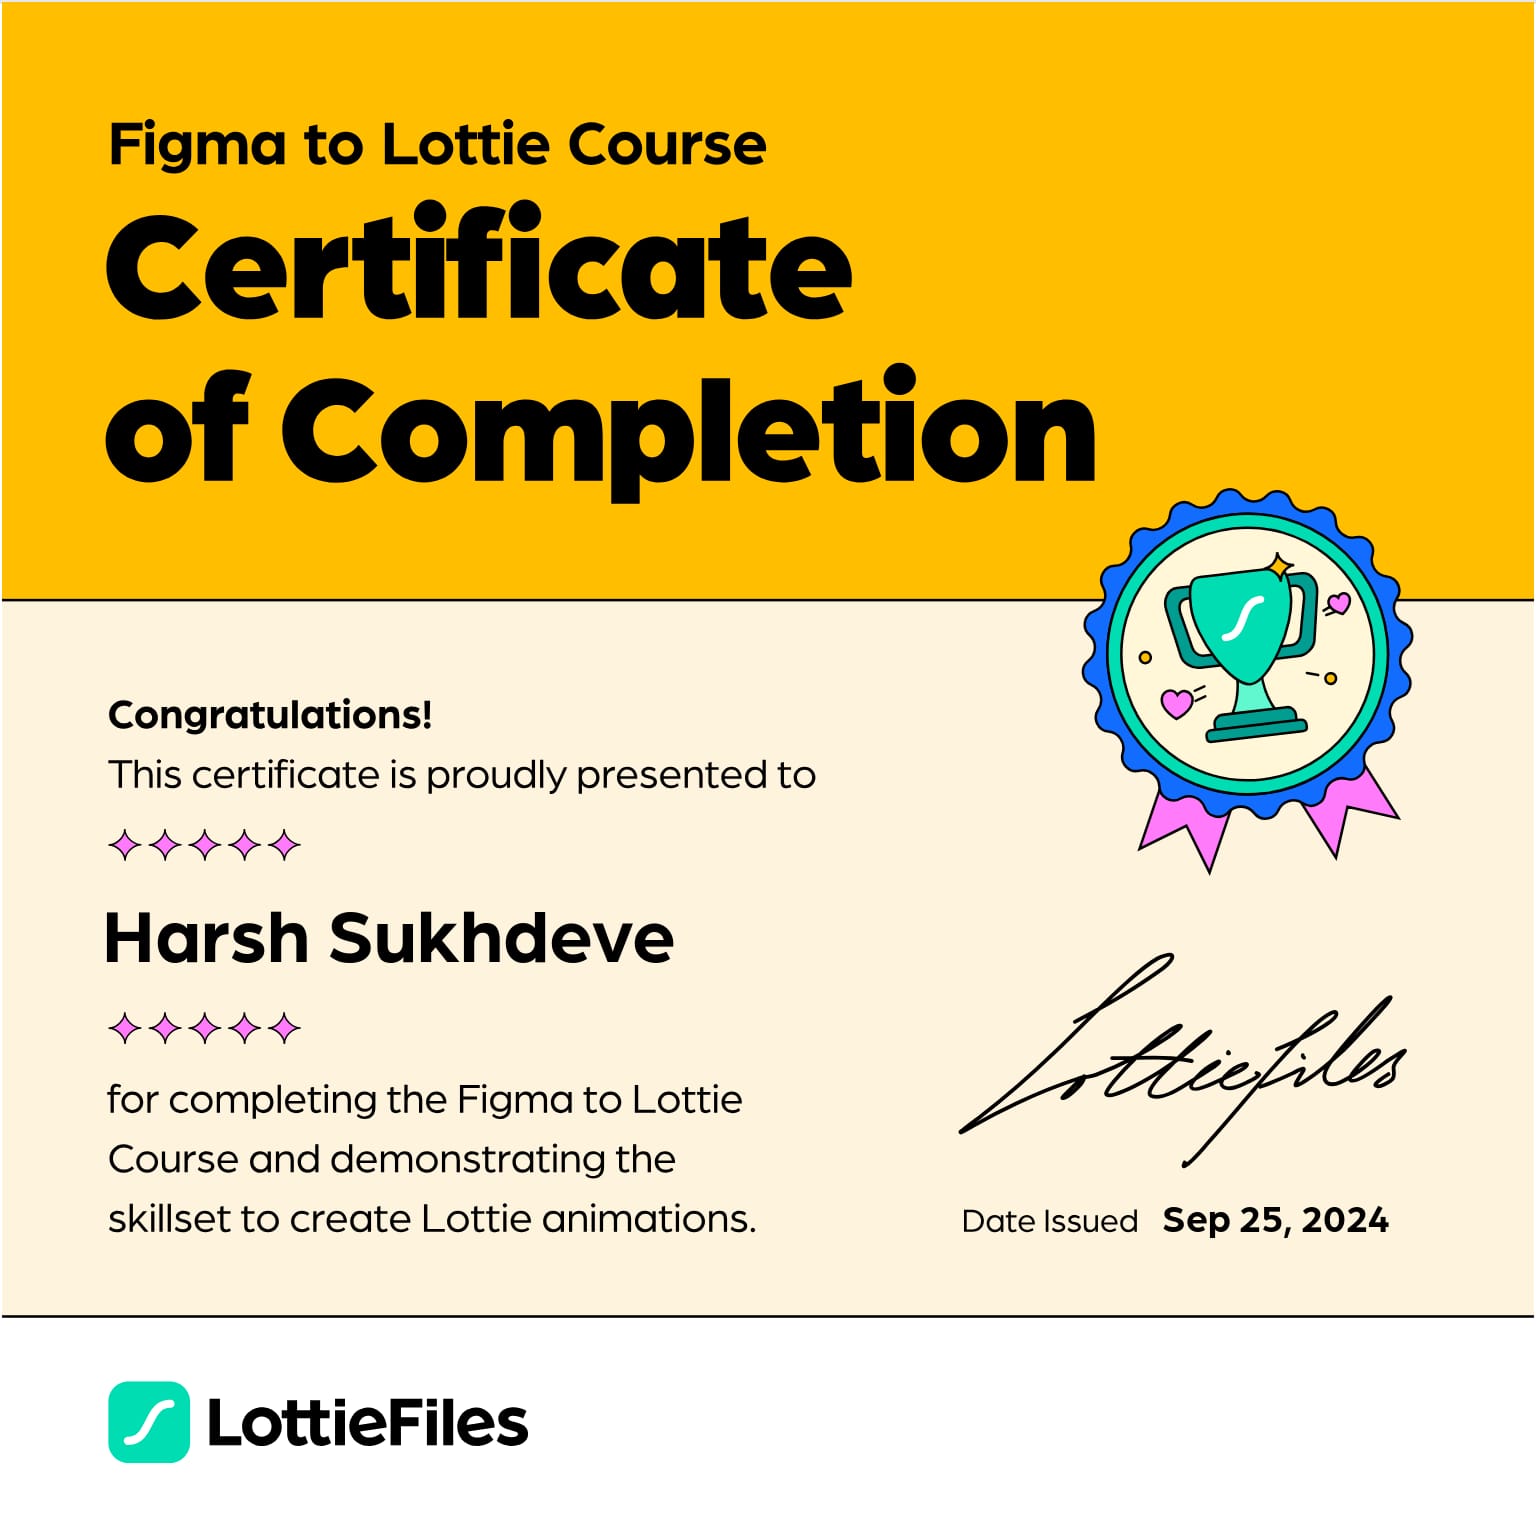 Figma to Lottie Course
Certificate
of Completion
Congratulations!
This certificate is proudly presented to
Harsh Sukhdeve
for completing the Figma to Lottie
Course and demonstrating the
skillset to create Lottie animations.
Lottiefiles
Date Issued Sep 25, 2024
LottieFiles